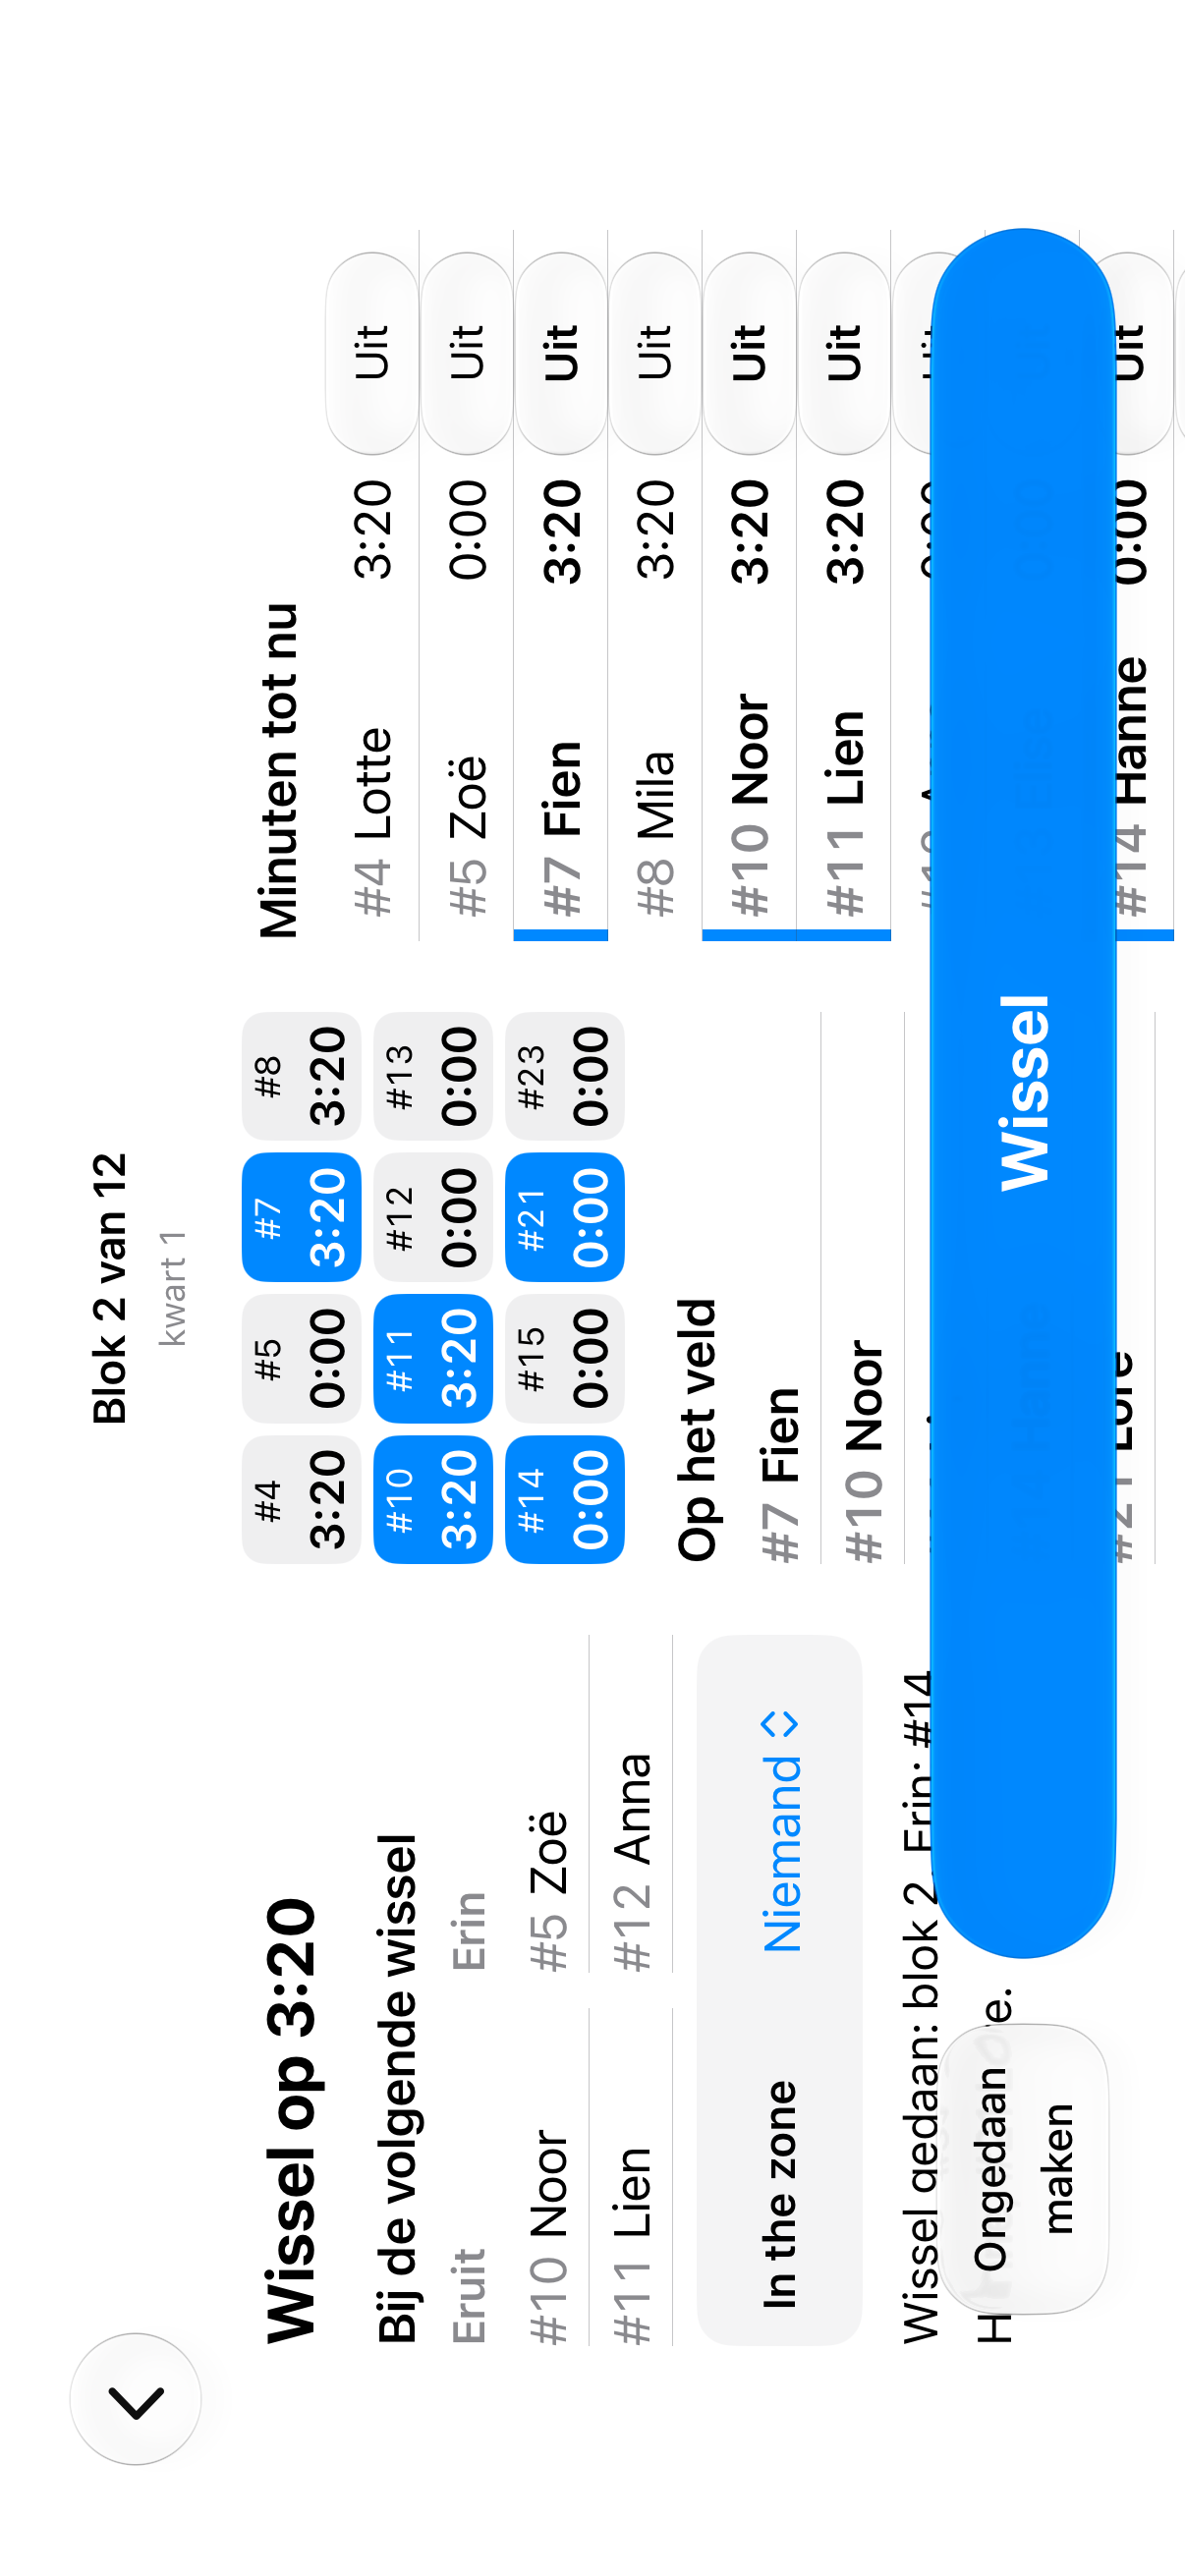 Blok 2 van 12
kwart 1
Wissel op 3:20
Bij de volgende wissel
Eruit
Erin
#10 Noor
#5 Zoë
#11 Lien
#12 Anna
In the zone
Niemand
Wissel gedaan: blok 2. Erin: #14
#4
3:20
#5
0:00
#7
3:20
#8
3:20
#10
3:20
#11
3:20
#12
0:00
#13
0:00
#14
0:00
#15
0:00
#21
0:00
#23
0:00
Op het veld
#7 Fien
#10 Noor
#21 Lore
Minuten tot nu
#4 Lotte 3:20 Uit
#5 Zoë 0:00 Uit
#7 Fien 3:20 Uit
#8 Mila 3:20 Uit
#10 Noor 3:20 Uit
#11 Lien 3:20 Uit
#14 Hanne 0:00 Uit
Ongedaan
maken
Wissel